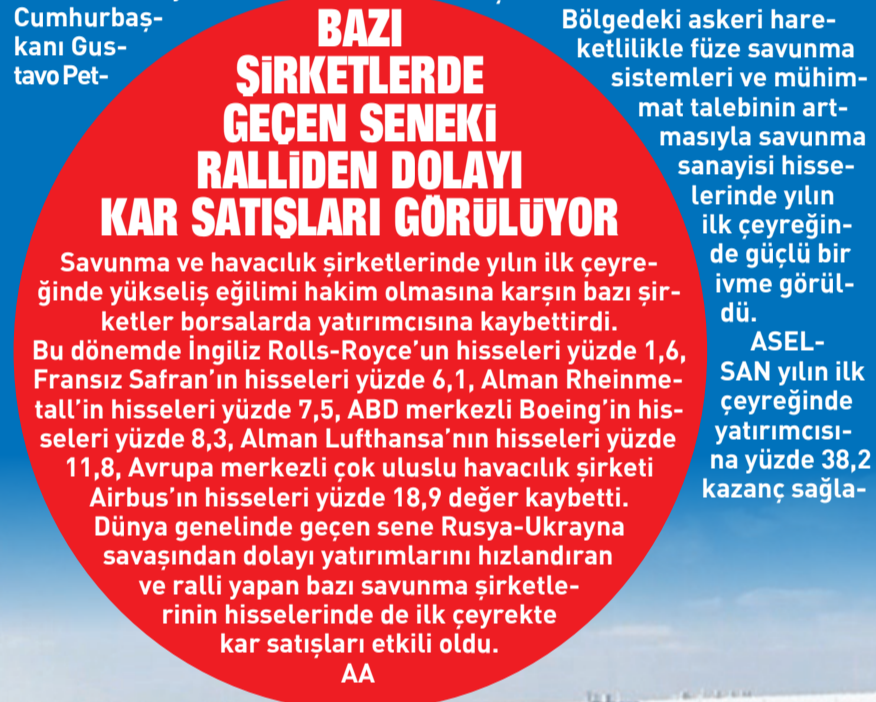 Cumhurbaş-
kanı Gus-
tavo Pet-
BAZI
ŞİRKETLERDE
GEÇEN SENEKİ
RALLİDEN DOLAYI
KAR SATIŞLARI GÖRÜLÜYOR
Savunma ve havacılık şirketlerinde yılın ilk çeyre-
ğinde yükseliş eğilimi hakim olmasına karşın bazı şir-
ketler borsalarda yatırımcısına kaybettirdi.
Bu dönemde İngiliz Rolls-Royce’un hisseleri yüzde 1,6,
Fransız Safran’ın hisseleri yüzde 6,1, Alman Rheinme-
tall’in hisseleri yüzde 7,5, ABD merkezli Boeing’in his-
seleri yüzde 8,3, Alman Lufthansa’nın hisseleri yüzde
11,8, Avrupa merkezli çok uluslu havacılık şirketi
Airbus’ın hisseleri yüzde 18,9 değer kaybetti.
Dünya genelinde geçen sene Rusya-Ukrayna
savaşından dolayı yatırımlarını hızlandıran
ve ralli yapan bazı savunma şirketle-
rinin hisselerinde de ilk çeyrekte
kar satışları etkili oldu.
AA
Bölgedeki askeri hare-
ketlilikle füze savunma
sistemleri ve mühim-
mat talebinin art-
masıyla savunma
sanayisi hisse-
lerinde yılın
ilk çeyreğin-
de güçlü bir
ivme görül-
dü.
ASEL-
SAN yılın ilk
çeyreğinde
yatırımcısı-
na yüzde 38,2
kazanç sağla-